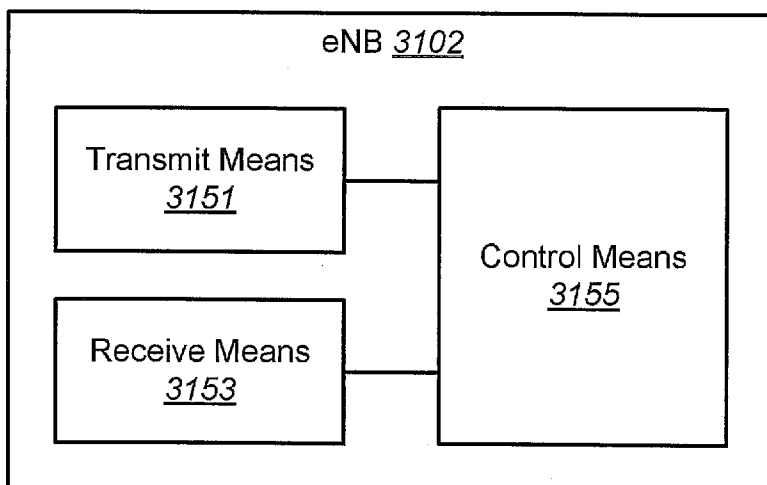 eNB 3102
Transmit Means
3151
Control Means
3155
Receive Means
3153